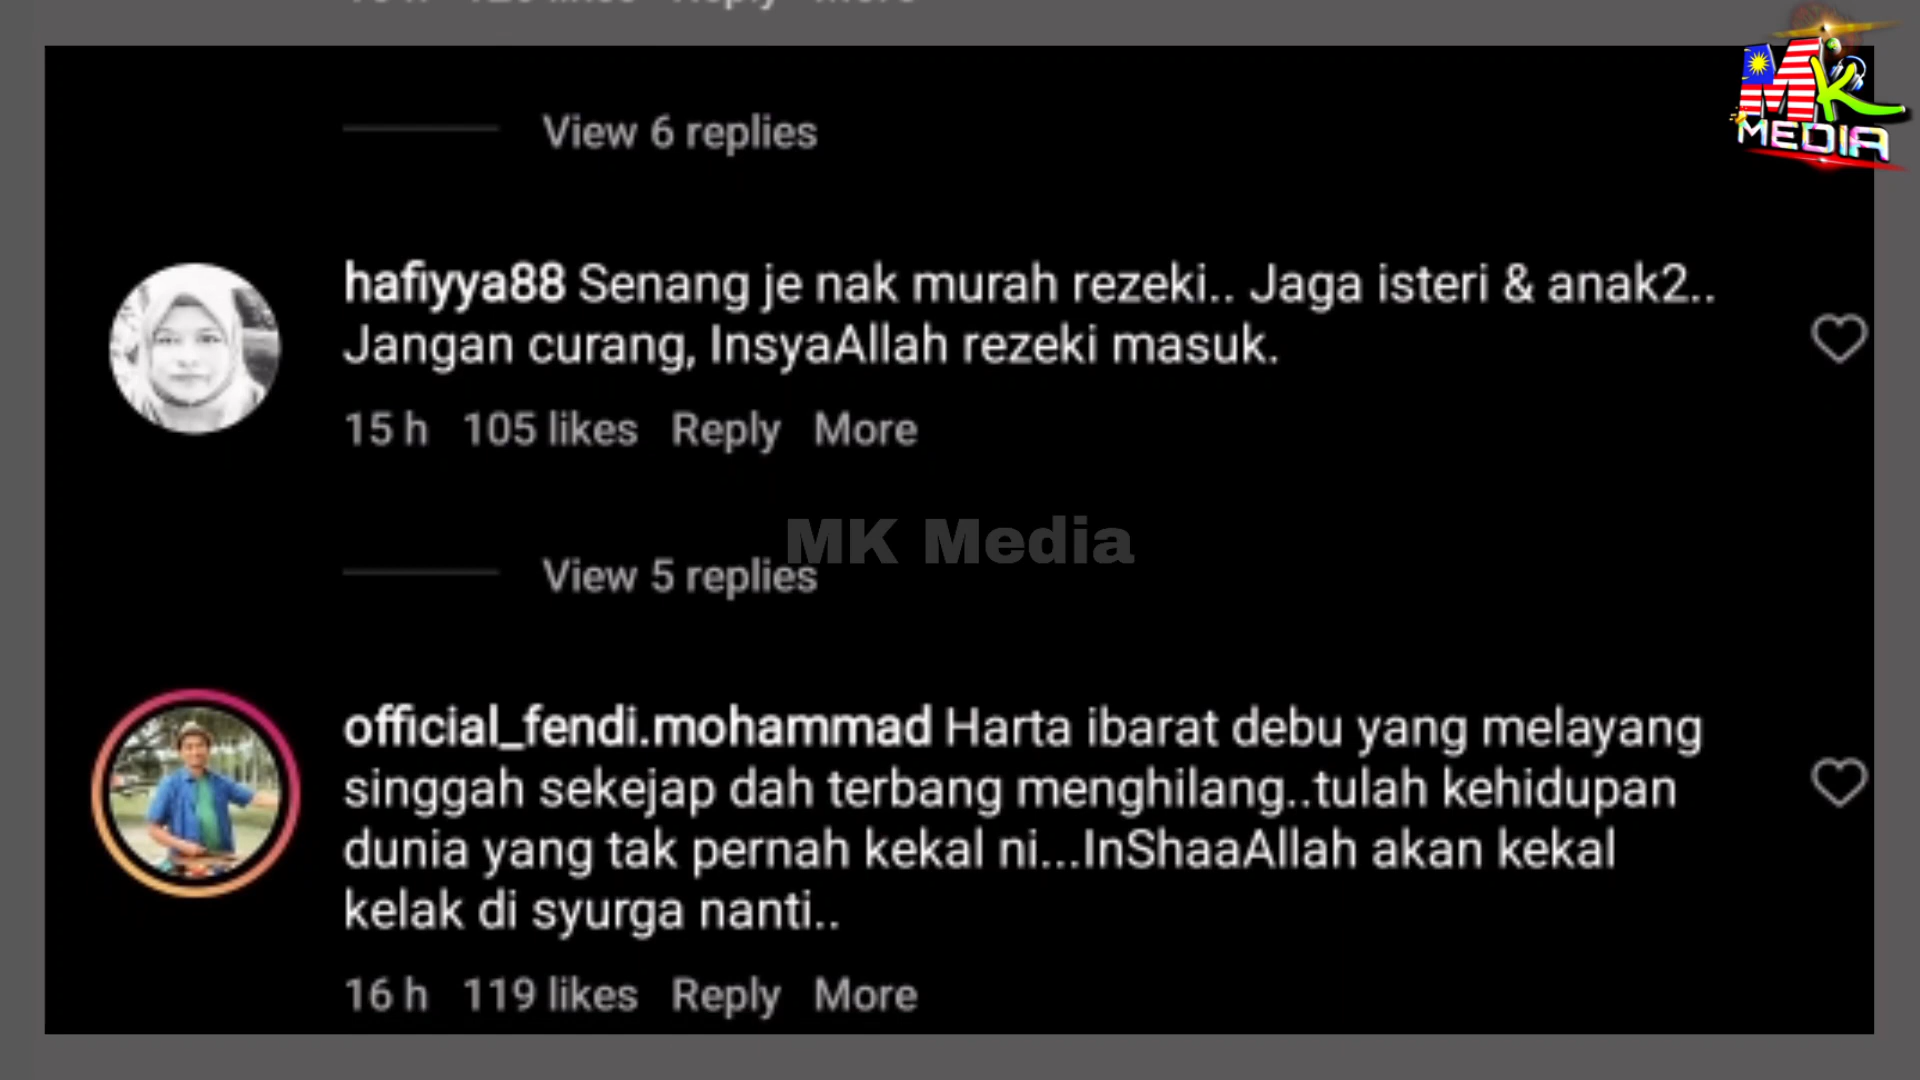 View 6 replies
hafiyya88 Senang je nak murah rezeki.. Jaga isteri & anak2..
Jangan curang, InsyaAllah rezeki masuk.
15 h 105 likes Reply More
MK Media
View 5 replies
official_fendi.mohammad Harta ibarat debu yang melayang
singgah sekejap dah terbang menghilang..tulah kehidupan
dunia yang tak pernah kekal ni...InShaaAllah akan kekal
kelak di syurga nanti..
16 h 119 likes Reply More
MK
MEDIA